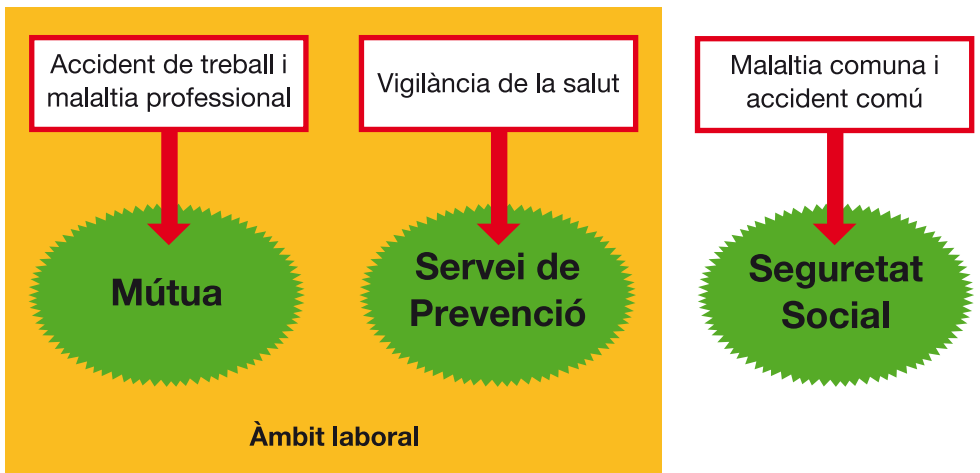 Accident de treball i
malaltia professional
Mútua
Vigilància de la salut
Servei de
Prevenció
Malaltia comuna i
accident comú
Seguretat
Social
Àmbit laboral